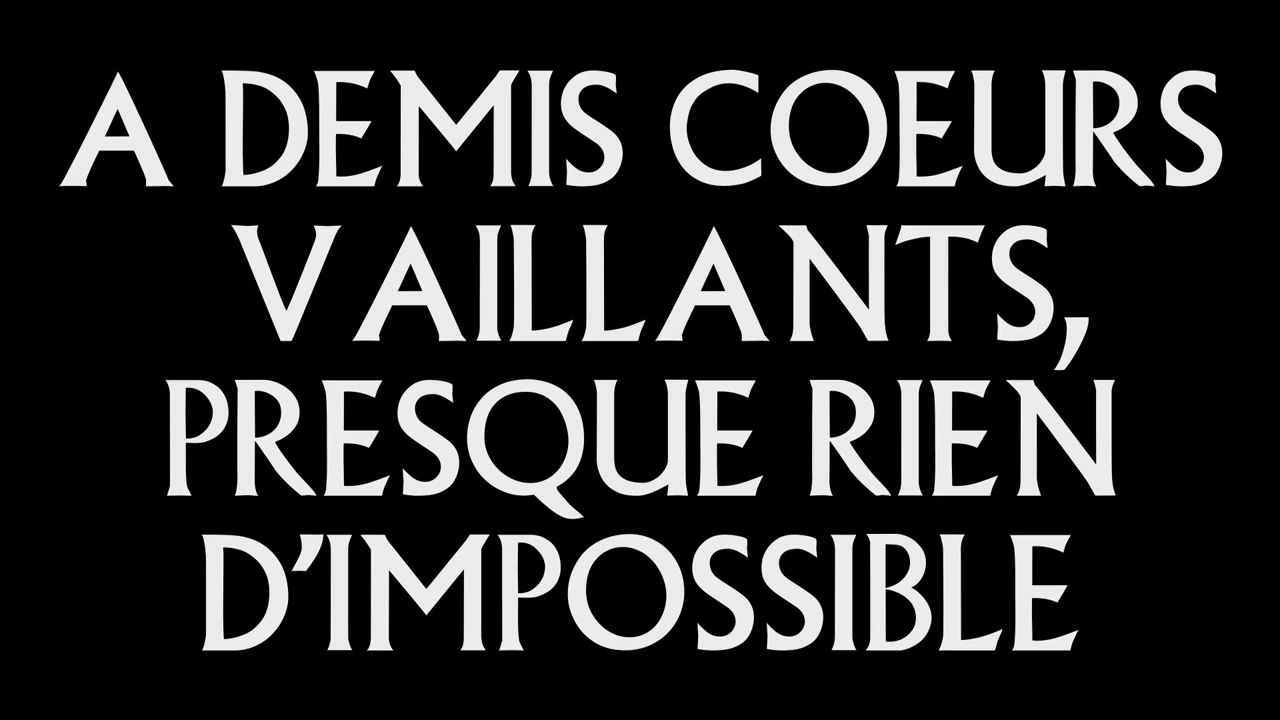 A DEMIS COEURS
VAILLANTS,
PRESQUE RIEN
D'IMPOSSIBLE